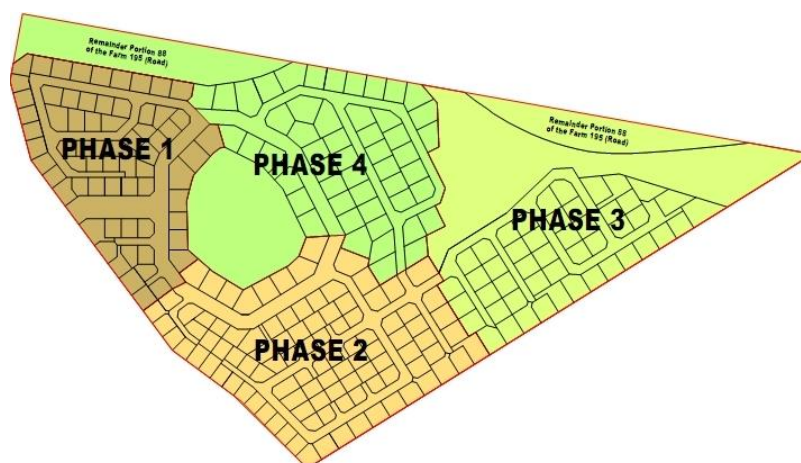 Remainder Portion 88
of the Farm 195 (Road)
Remainder Portion 88
of the Farm 195 (Road)
PHASE 1
PHASE 4
PHASE 3
PHASE 2